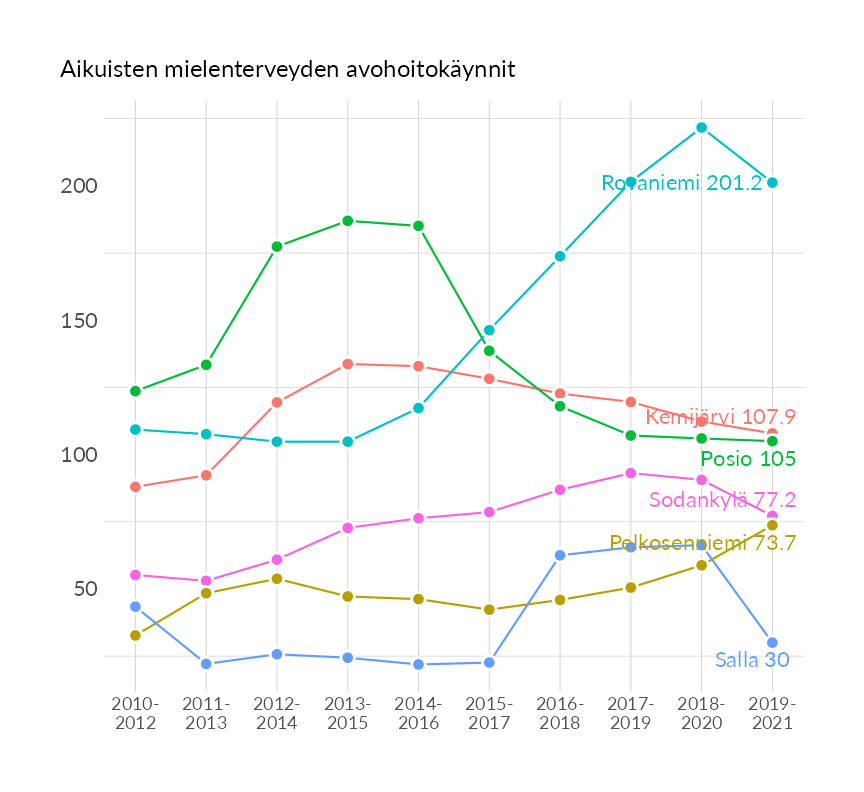 Aikuisten mielenterveyden avohoitokäynnit
200
150
100
50
Rovaniemi 201.2
Kemijärvi 107.9
Posio 105
Sodankylä 77.2
Pelkosenniemi 73.7
Salla 30
2010- 2011- 2012- 2013- 2014- 2015- 2016- 2017- 2018- 2019-
2012 2013 2014 2015 2016 2017 2018 2019 2020 2021